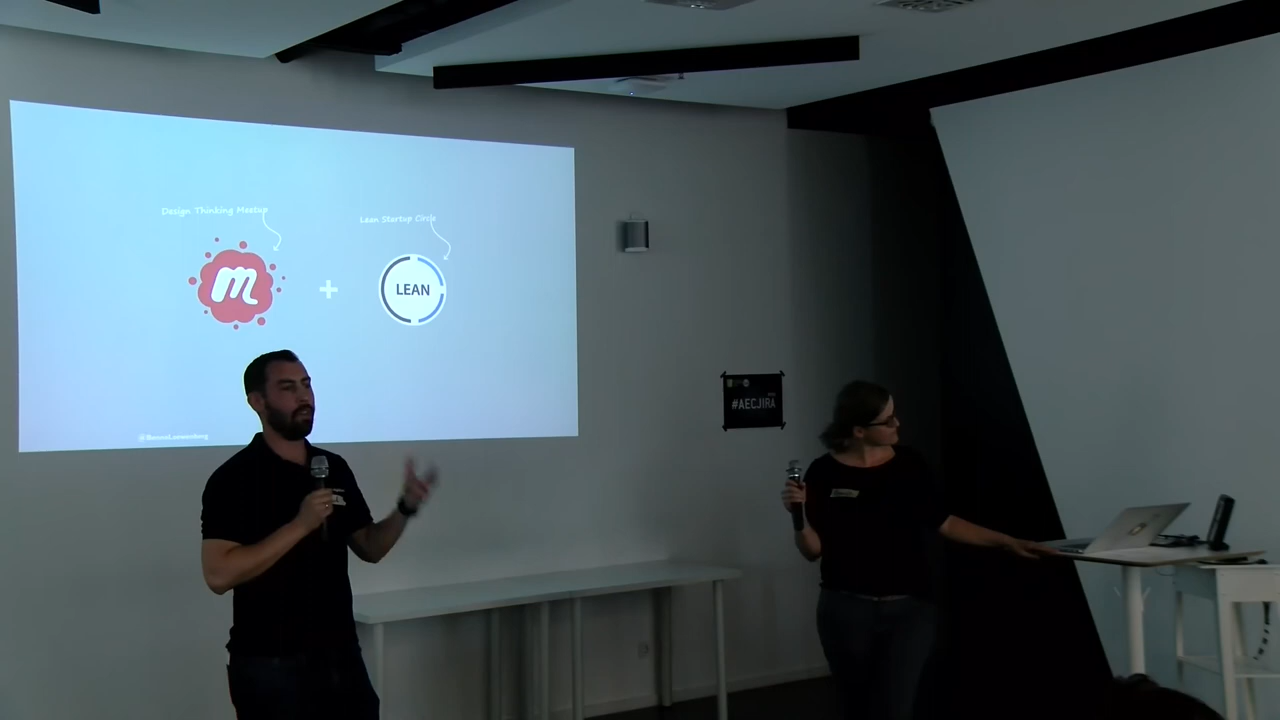 Design Thinking Meetup
Lean Startup Circle
m
+
LEAN
#AECJIRA